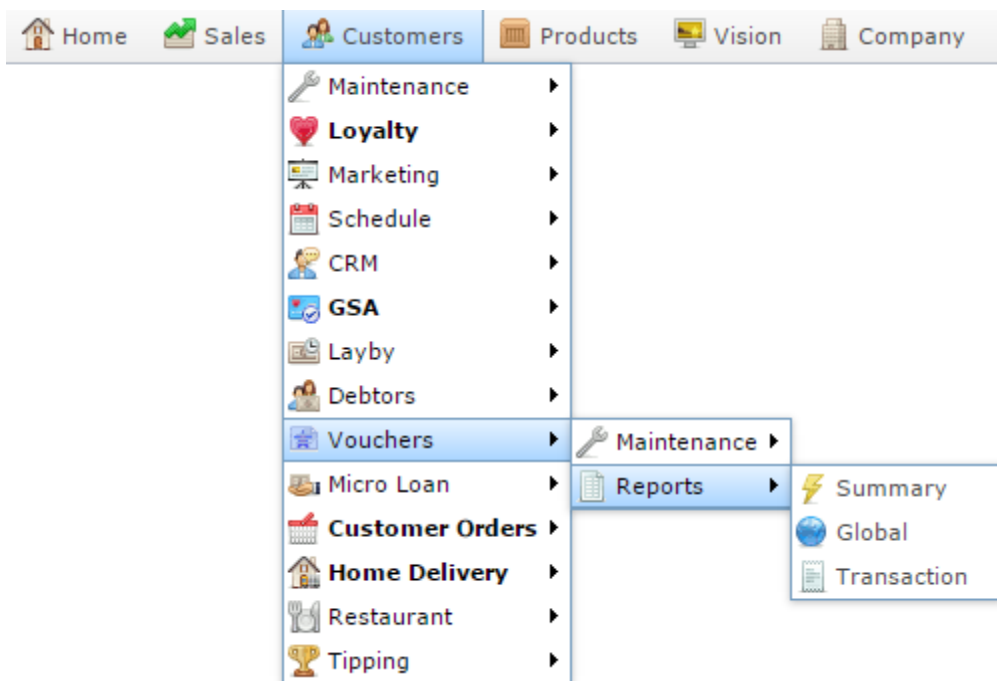 Home Sales Customers Products Vision Company
Maintenance
Loyalty
Marketing
Schedule
CRM
GSA
Layby
Debtors
Vouchers
Maintenance
Micro Loan
Reports
Summary
Customer Orders
Global
Home Delivery
Transaction
Restaurant
Tipping